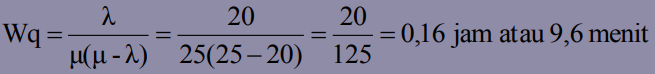 Wq = λ / μ(μ - λ) = 20 / 25(25 – 20) = 20 / 125 = 0,16 jam atau 9,6 menit